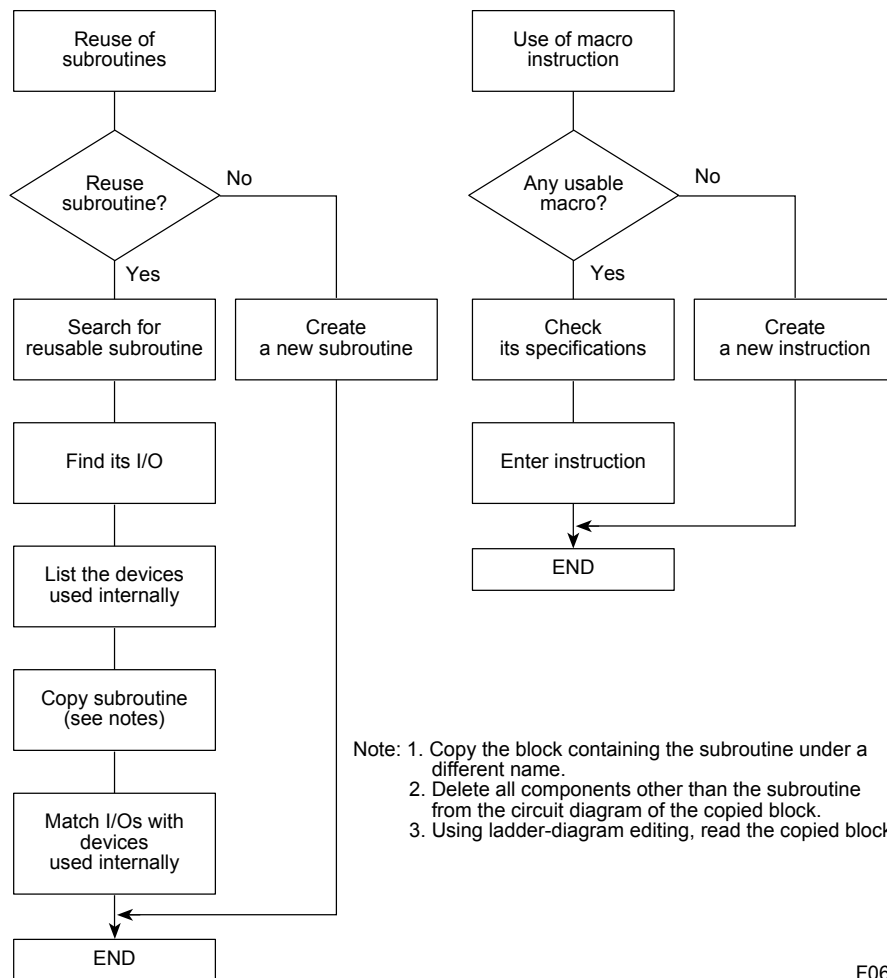 Reuse of
subroutines
Reuse
subroutine?
No
Yes
Search for
reusable subroutine
Create
a new subroutine
Find its I/O
List the devices
used internally
Copy subroutine
(see notes)
Match I/Os with
devices
used internally
END
Use of macro
instruction
Any usable
macro?
No
Yes
Check
its specifications
Create
a new instruction
Enter instruction
END
Note: 1. Copy the block containing the subroutine under a
different name.
2. Delete all components other than the subroutine
from the circuit diagram of the copied block.
3. Using ladder-diagram editing, read the copied block